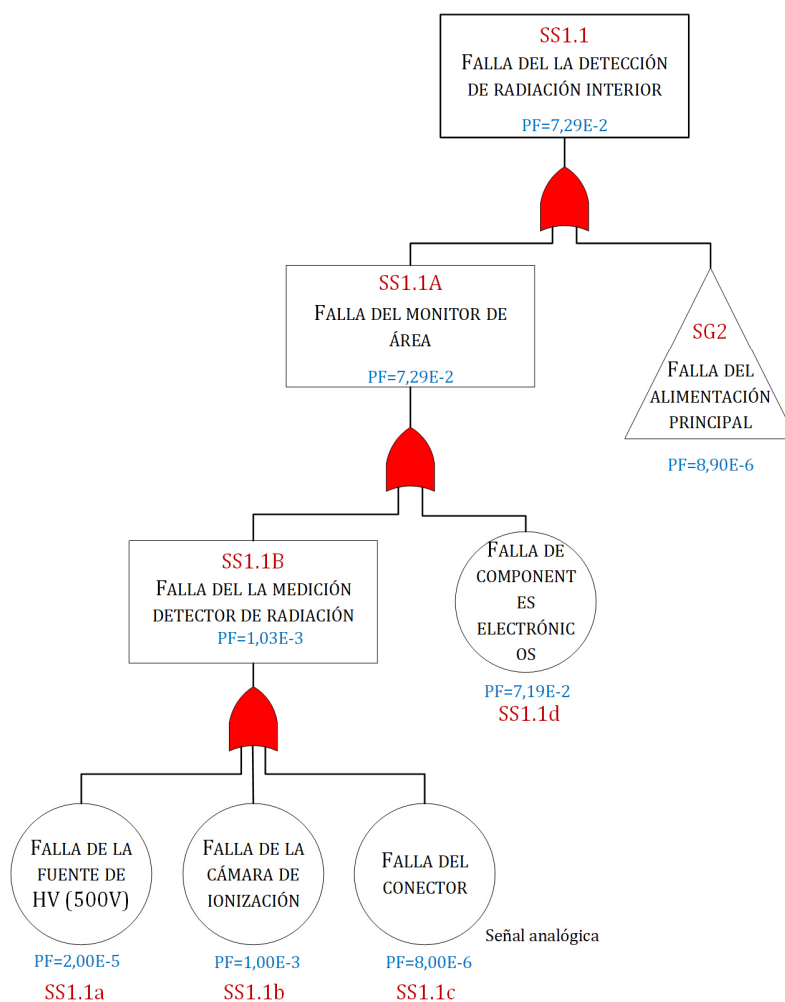 SS1.1
FALLA DEL LA DETECCIÓN
DE RADIACIÓN INTERIOR
PF=7,29E-2
SS1.1A
FALLA DEL MONITOR DE
ÁREA
PF=7,29E-2
SG2
FALLA DEL
ALIMENTACIÓN
PRINCIPAL
PF=8,90E-6
SS1.1B
FALLA DEL LA MEDICIÓN
DETECTOR DE RADIACIÓN
PF=1,03E-3
FALLA DE
COMPONENT
ES
ELECTRÓNIC
OS
PF=7,19E-2
SS1.1d
FALLA DE LA
FUENTE DE
HV (500V)
PF=2,00E-5
SS1.1a
FALLA DE LA
CÁMARA DE
IONIZACIÓN
PF=1,00E-3
SS1.1b
FALLA DEL
CONECTOR
PF=8,00E-6
SS1.1c
Señal analógica